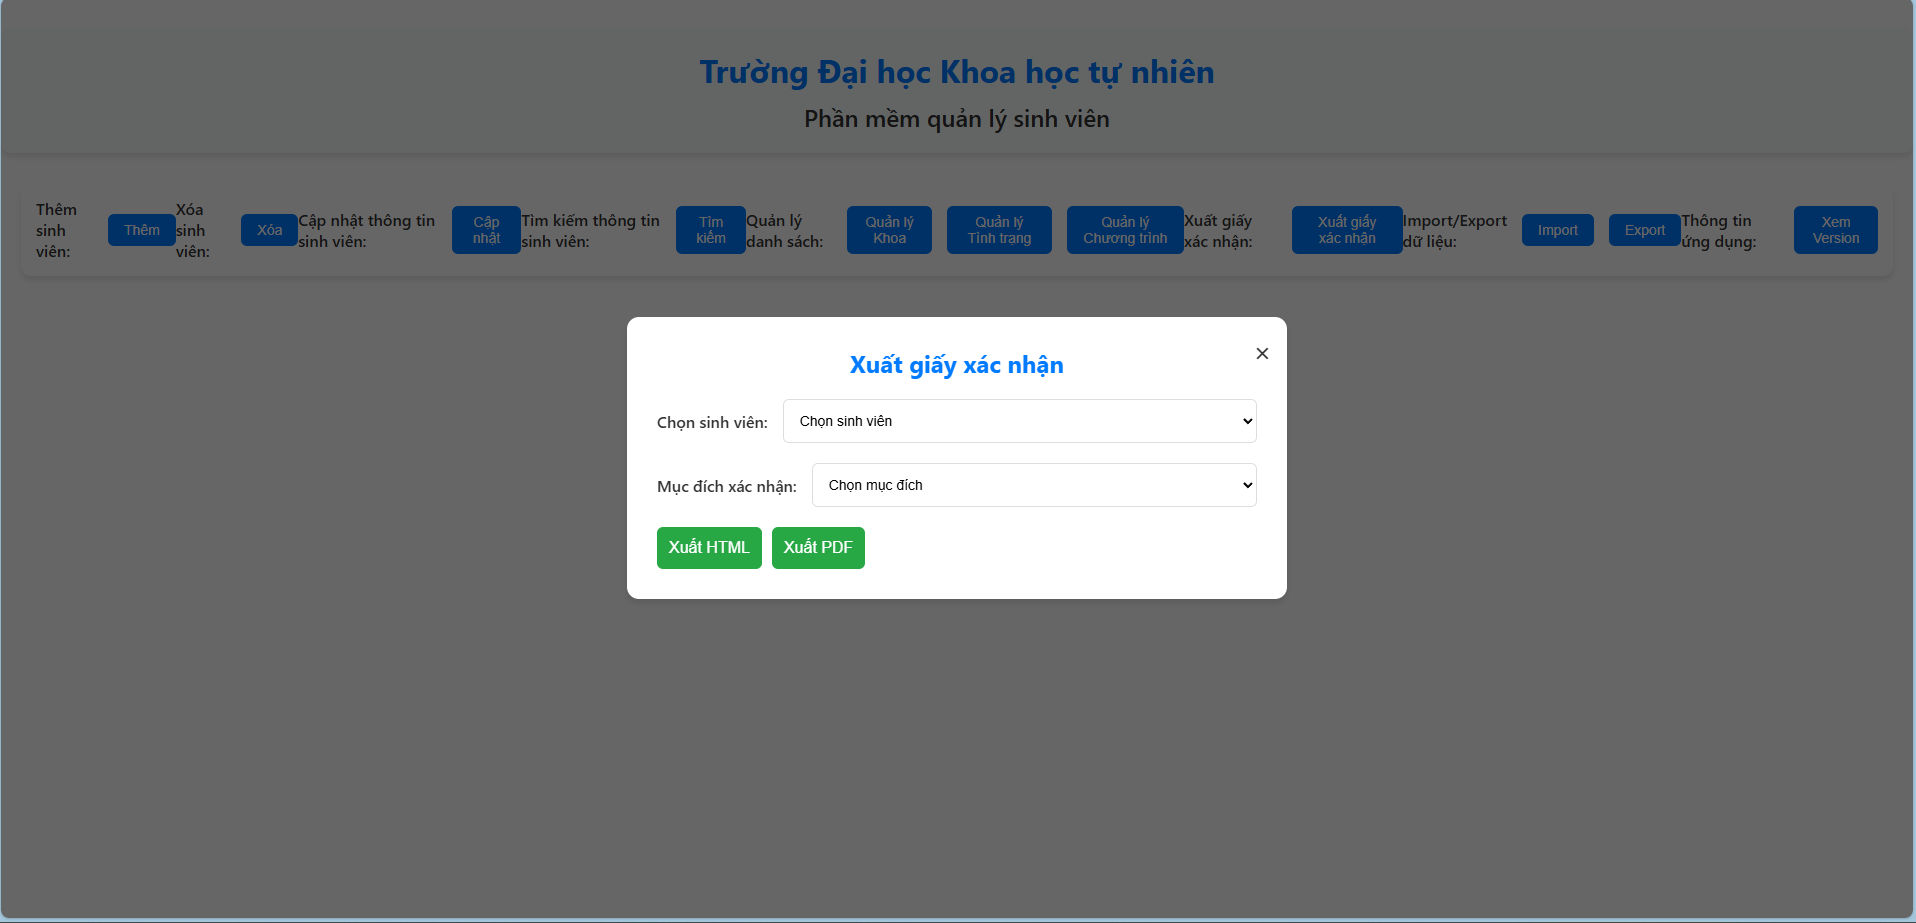 Trường Đại học Khoa học tự nhiên
Phần mềm quản lý sinh viên
Thêm sinh viên:
Thêm
Xóa sinh viên:
Xóa
Cập nhật thông tin sinh viên:
Cập nhật
Tìm kiếm thông tin sinh viên:
Tìm kiếm
Quản lý danh sách:
Quản lý Khoa
Quản lý Tình trạng
Quản lý Chương trình
Xuất giấy xác nhận:
Xuất giấy xác nhận
Import/Export dữ liệu:
Import
Export
Thông tin ứng dụng:
Xem Version
Xuất giấy xác nhận
×
Chọn sinh viên:
Chọn sinh viên
Mục đích xác nhận:
Chọn mục đích
Xuất HTML
Xuất PDF